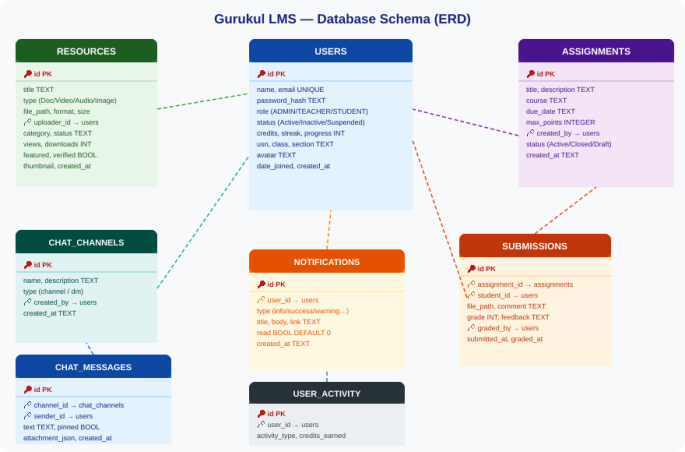 Gurukul LMS — Database Schema (ERD)
RESOURCES
🔑 id PK
title TEXT
type (Doc/Video/Audio/Image)
file_path, format, size
🔗 uploader_id → users
category, status TEXT
views, downloads INT
featured, verified BOOL
thumbnail, created_at
USERS
🔑 id PK
name, email UNIQUE
password_hash TEXT
role (ADMIN/TEACHER/STUDENT)
status (Active/Inactive/Suspended)
credits, streak, progress INT
usn, class, section TEXT
avatar TEXT
date_joined, created_at
ASSIGNMENTS
🔑 id PK
title, description TEXT
course TEXT
due_date TEXT
max_points INTEGER
🔗 created_by → users
status (Active/Closed/Draft)
created_at TEXT
CHAT_CHANNELS
🔑 id PK
name, description TEXT
type (channel / dm)
🔗 created_by → users
created_at TEXT
NOTIFICATIONS
🔑 id PK
🔗 user_id → users
type (info/success/warning…)
title, body, link TEXT
read BOOL DEFAULT 0
created_at TEXT
SUBMISSIONS
🔑 id PK
🔗 assignment_id → assignments
🔗 student_id → users
file_path, comment TEXT
grade INT, feedback TEXT
🔗 graded_by → users
submitted_at, graded_at
CHAT_MESSAGES
🔑 id PK
🔗 channel_id → chat_channels
🔗 sender_id → users
text TEXT, pinned BOOL
attachment_json, created_at
USER_ACTIVITY
🔑 id PK
🔗 user_id → users
activity_type, credits_earned